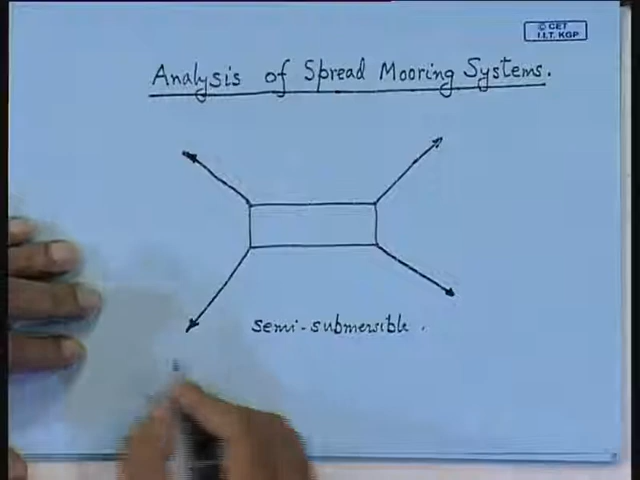 © CET
I.I.T. KGP
Analysis of Spread Mooring Systems.
semi-submersible.